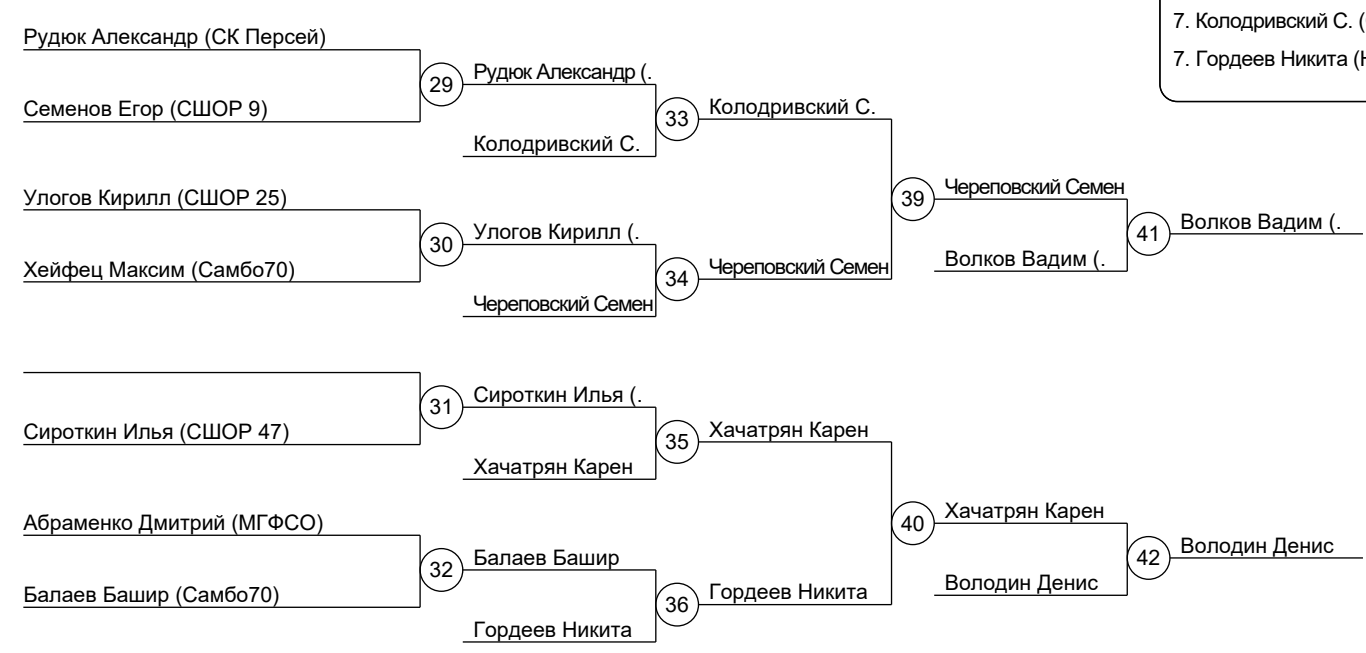 7. Колодривский С. (
7. Гордеев Никита (
Рудюк Александр (СК Персей)
29
Рудюк Александр (.
Семенов Егор (СШОР 9)
33
Колодривский С.
Колодривский С.
Улогов Кирилл (СШОР 25)
39
Череповский Семен
30
Улогов Кирилл (.
41
Волков Вадим (.
Хейфец Максим (Самбо70)
34
Череповский Семен
Волков Вадим (.
Череповский Семен
31
Сироткин Илья (.
Сироткин Илья (СШОР 47)
35
Хачатрян Карен
Хачатрян Карен
Абраменко Дмитрий (МГФСО)
40
Хачатрян Карен
32
Балаев Башир
42
Володин Денис
Балаев Башир (Самбо70)
36
Гордеев Никита
Володин Денис
Гордеев Никита